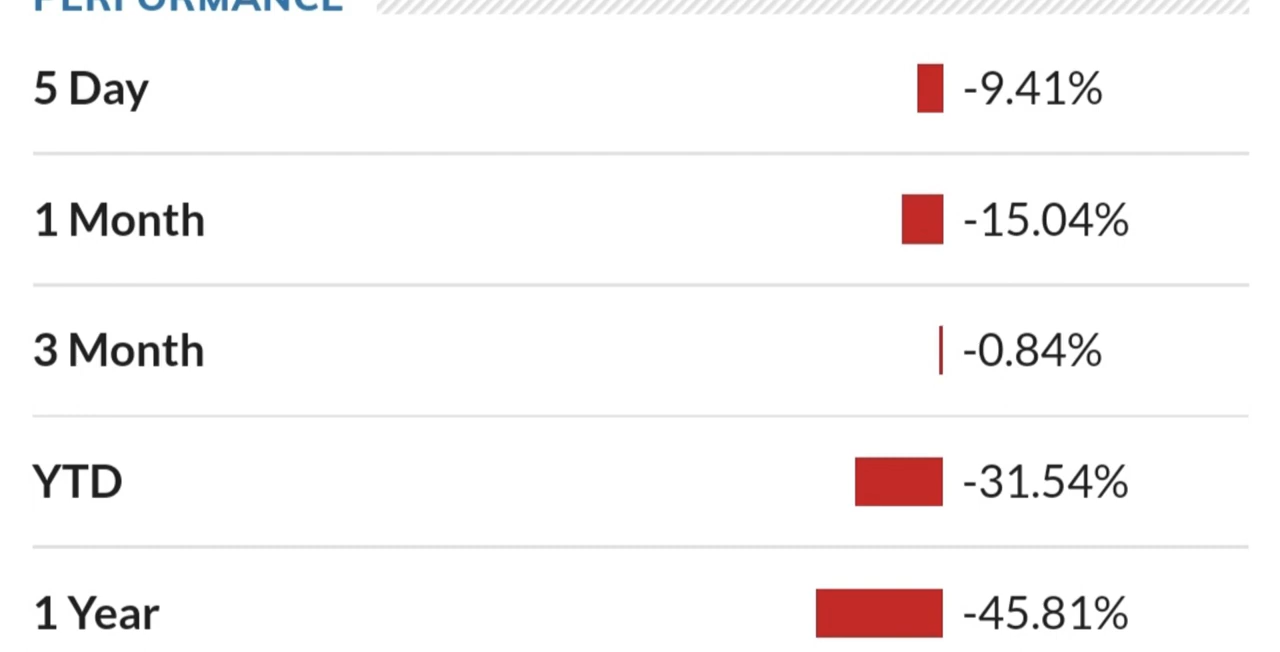 PERFORMANCE
5 Day -9.41%
1 Month -15.04%
3 Month -0.84%
YTD -31.54%
1 Year -45.81%